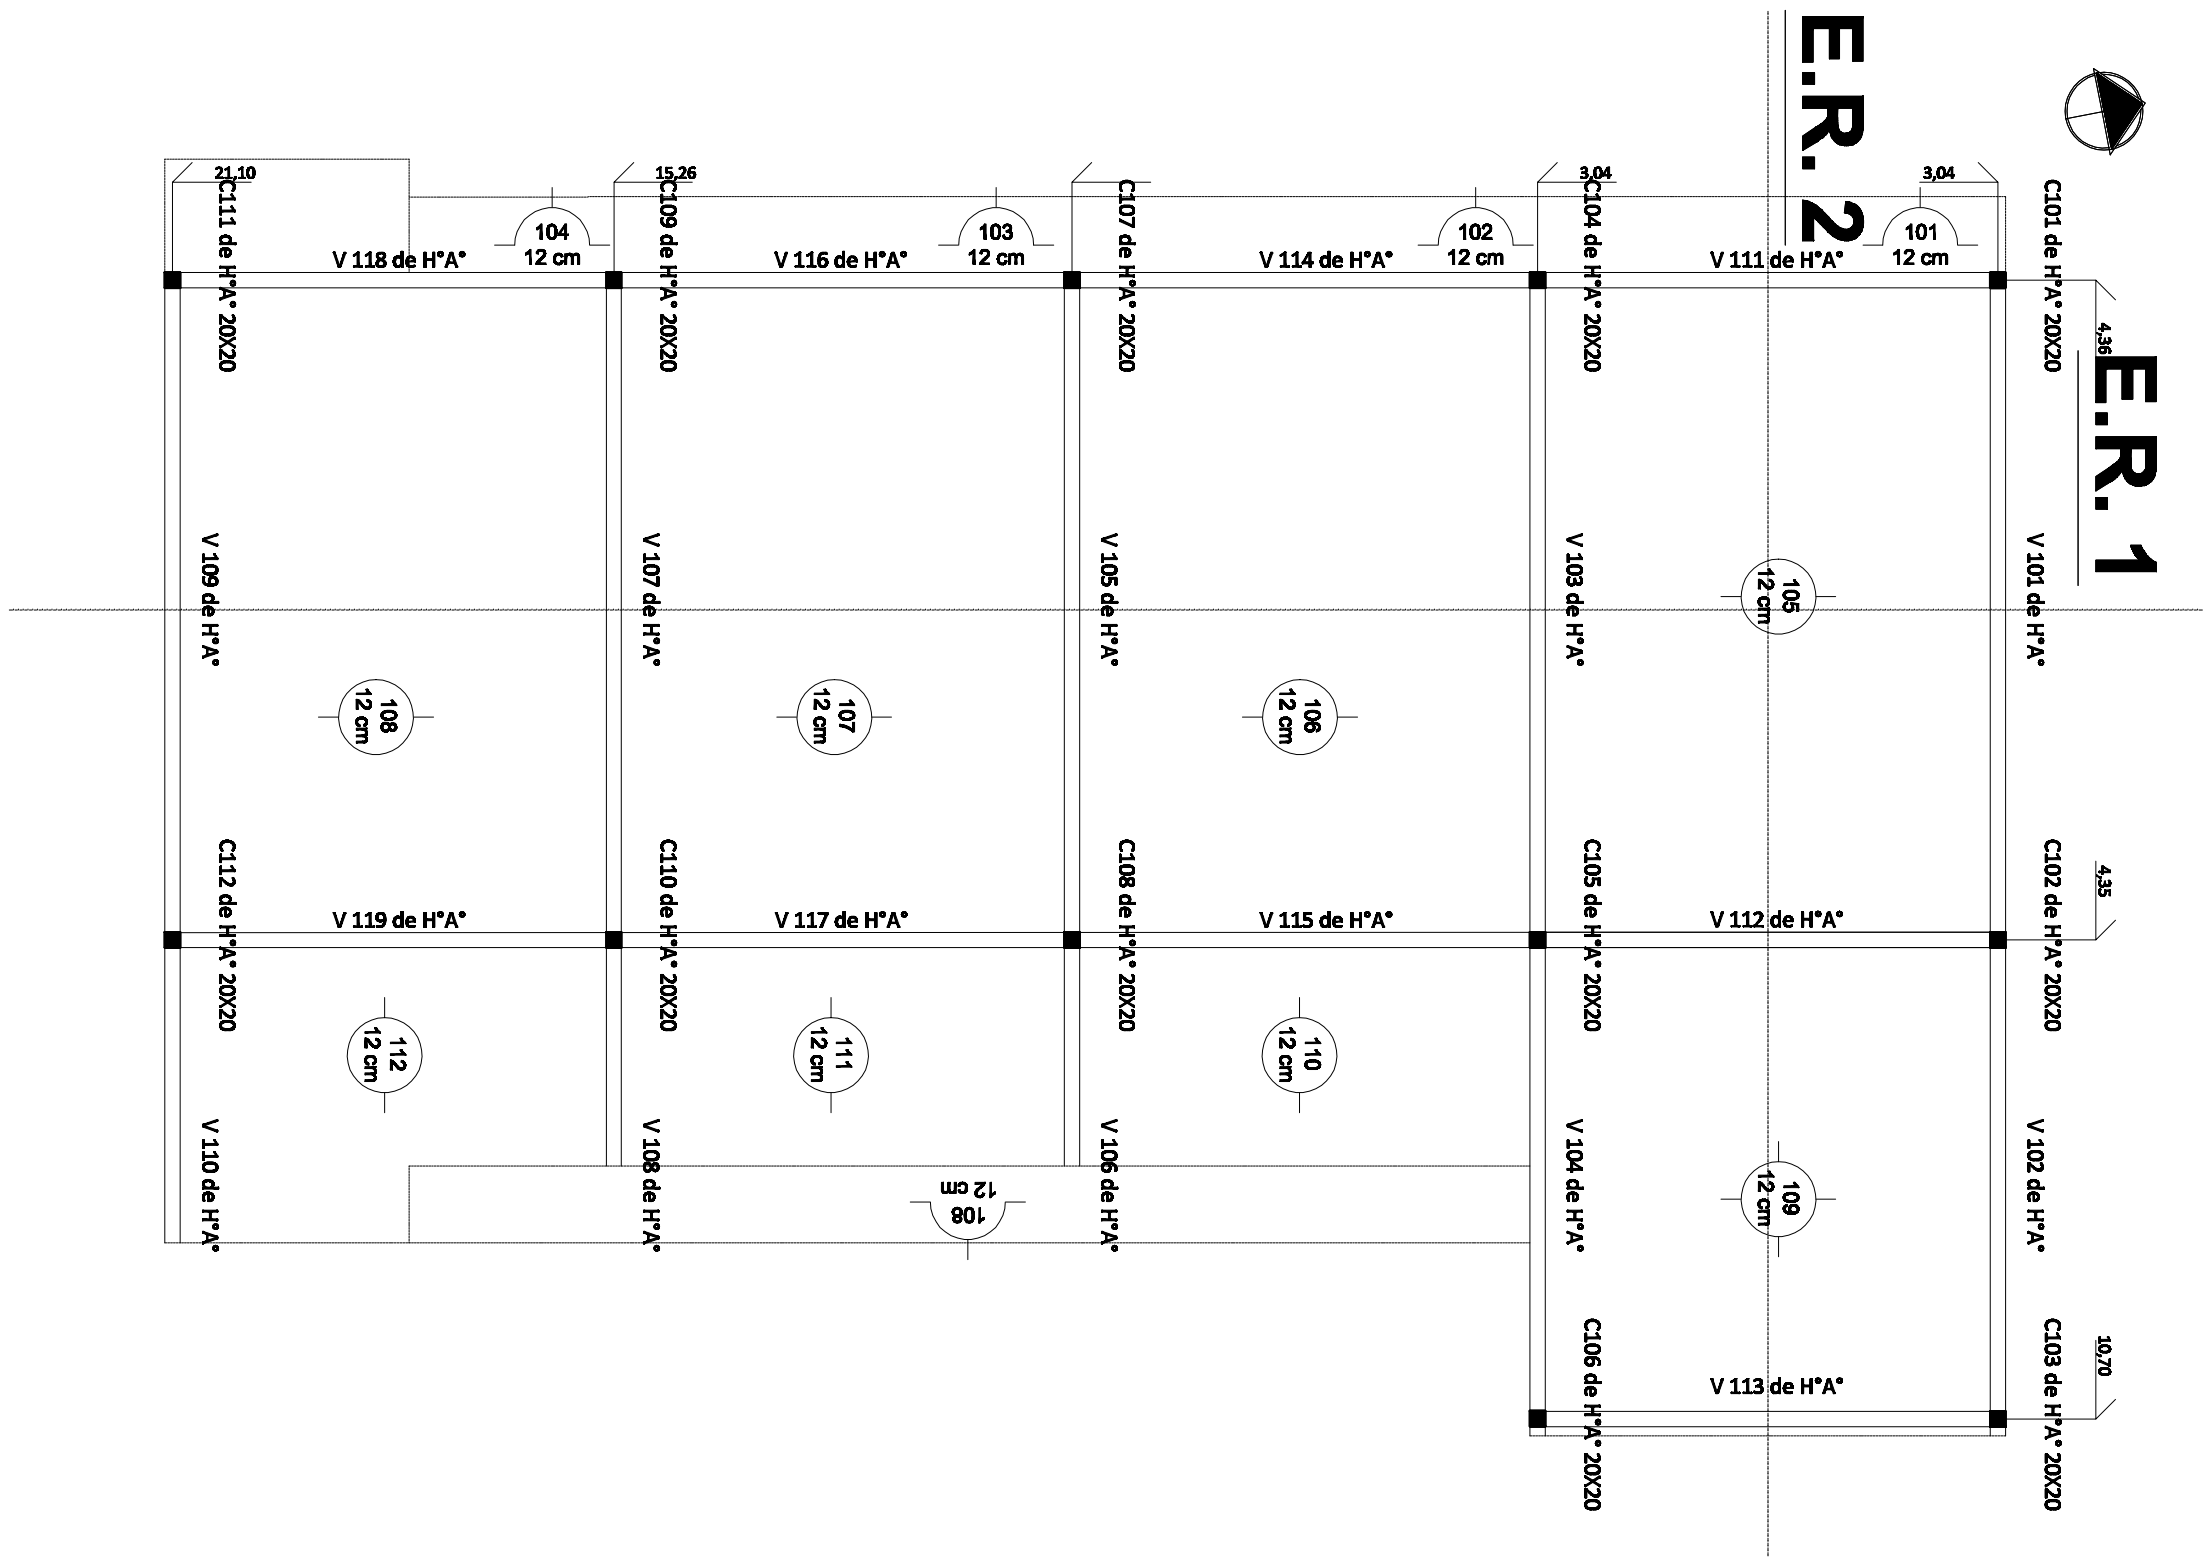 E.R. 2
21,10
15,26
3,04
3,04
C111 de H°A° 20X20
C109 de H°A° 20X20
C107 de H°A° 20X20
C104 de H°A° 20X20
C101 de H°A° 20X20
104
12 cm
103
12 cm
102
12 cm
101
12 cm
V 118 de H°A°
V 116 de H°A°
V 114 de H°A°
V 111 de H°A°
4,36
E.R. 1
V 109 de H°A°
V 107 de H°A°
V 105 de H°A°
V 103 de H°A°
V 101 de H°A°
105
12 cm
108
12 cm
107
12 cm
106
12 cm
C112 de H°A° 20X20
C110 de H°A° 20X20
C108 de H°A° 20X20
C105 de H°A° 20X20
C102 de H°A° 20X20
4,35
V 119 de H°A°
V 117 de H°A°
V 115 de H°A°
V 112 de H°A°
112
12 cm
111
12 cm
110
12 cm
V 110 de H°A°
V 108 de H°A°
V 106 de H°A°
V 104 de H°A°
V 102 de H°A°
109
12 cm
108
12 cm
C106 de H°A° 20X20
C103 de H°A° 20X20
10,70
V 113 de H°A°